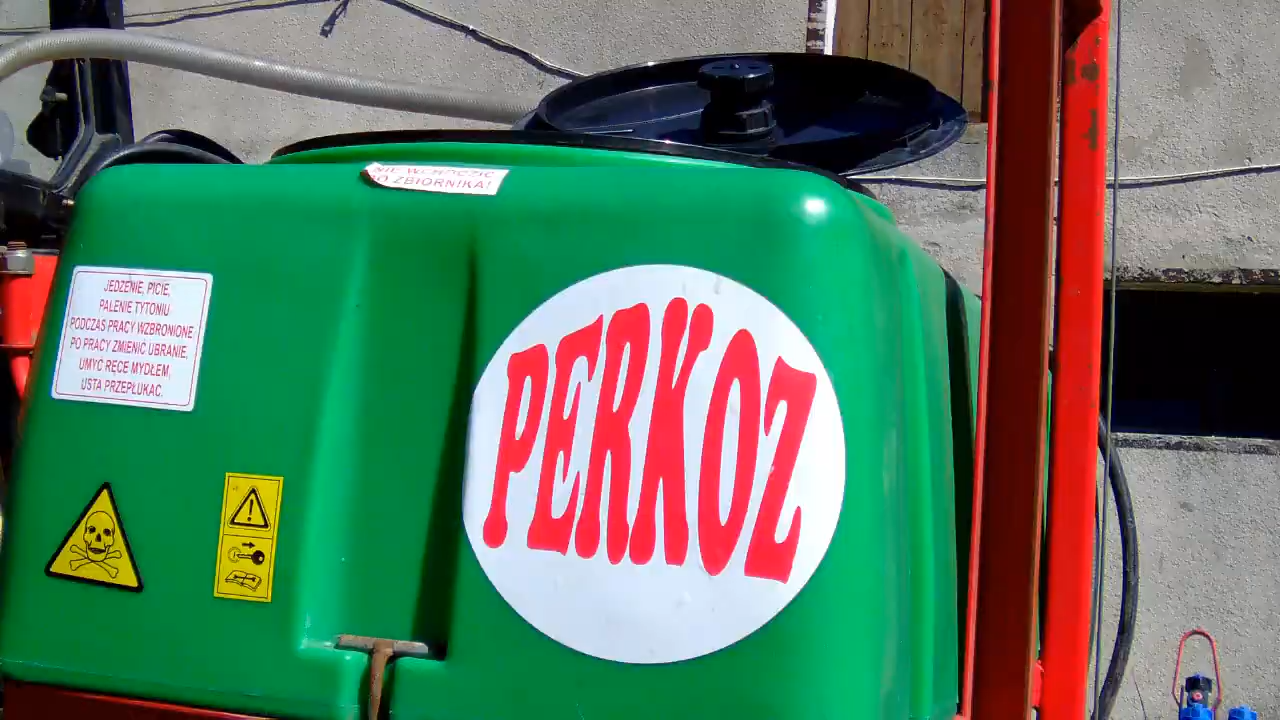 NIE WCHODZIĆ
DO ZBIORNIKA!
JEDZENIE, PICIE,
PALENIE TYTONIU
PODCZAS PRACY WZBRONIONE.
PO PRACY ZMIENIĆ UBRANIE,
UMYĆ RĘCE MYDŁEM,
USTA PRZEPŁUKAĆ.
PERKOZ